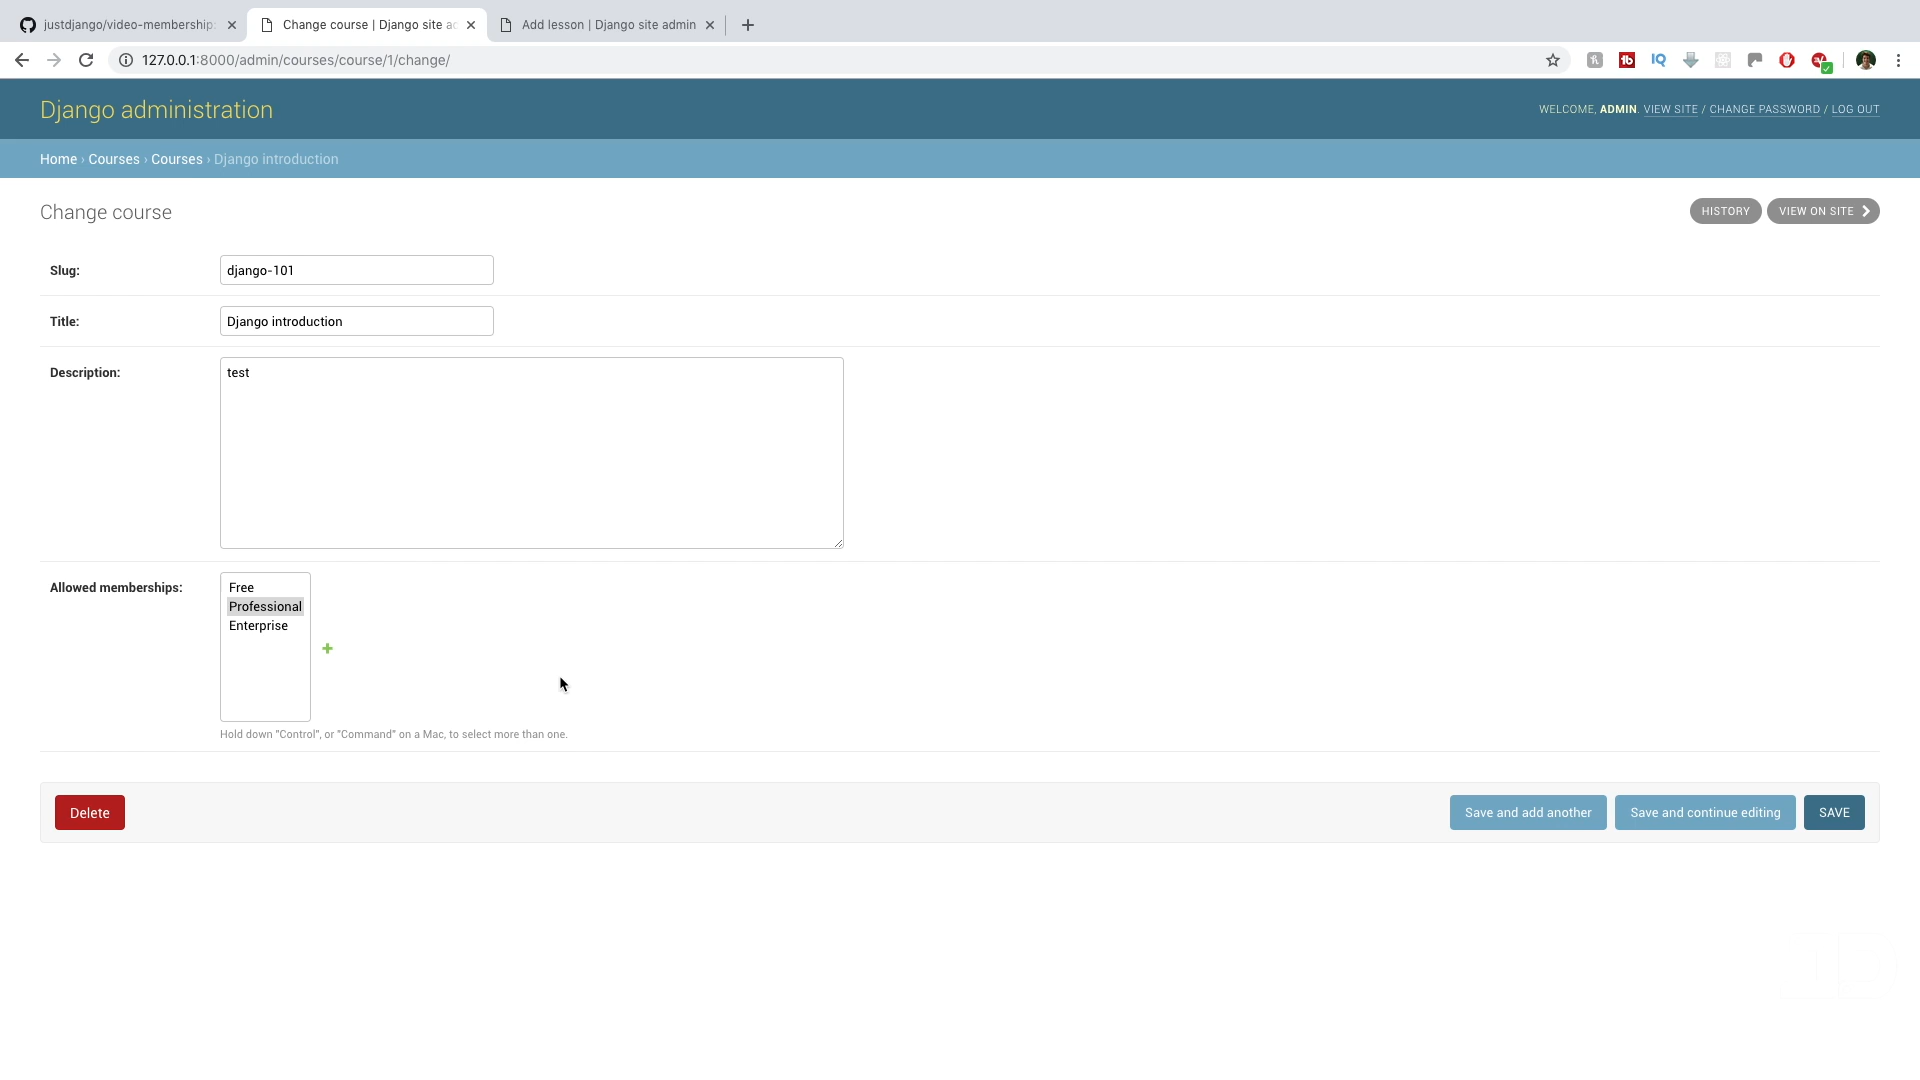 justdjango/video-membership:
Change course | Django site ac
Add lesson | Django site admin
127.0.0.1:8000/admin/courses/course/1/change/
Django administration
WELCOME, ADMIN. VIEW SITE / CHANGE PASSWORD / LOG OUT
Home › Courses › Courses › Django introduction
Change course
HISTORY
VIEW ON SITE
Slug:
django-101
Title:
Django introduction
Description:
test
Allowed memberships:
Free
Professional
Enterprise
Hold down "Control", or "Command" on a Mac, to select more than one.
Delete
Save and add another
Save and continue editing
SAVE